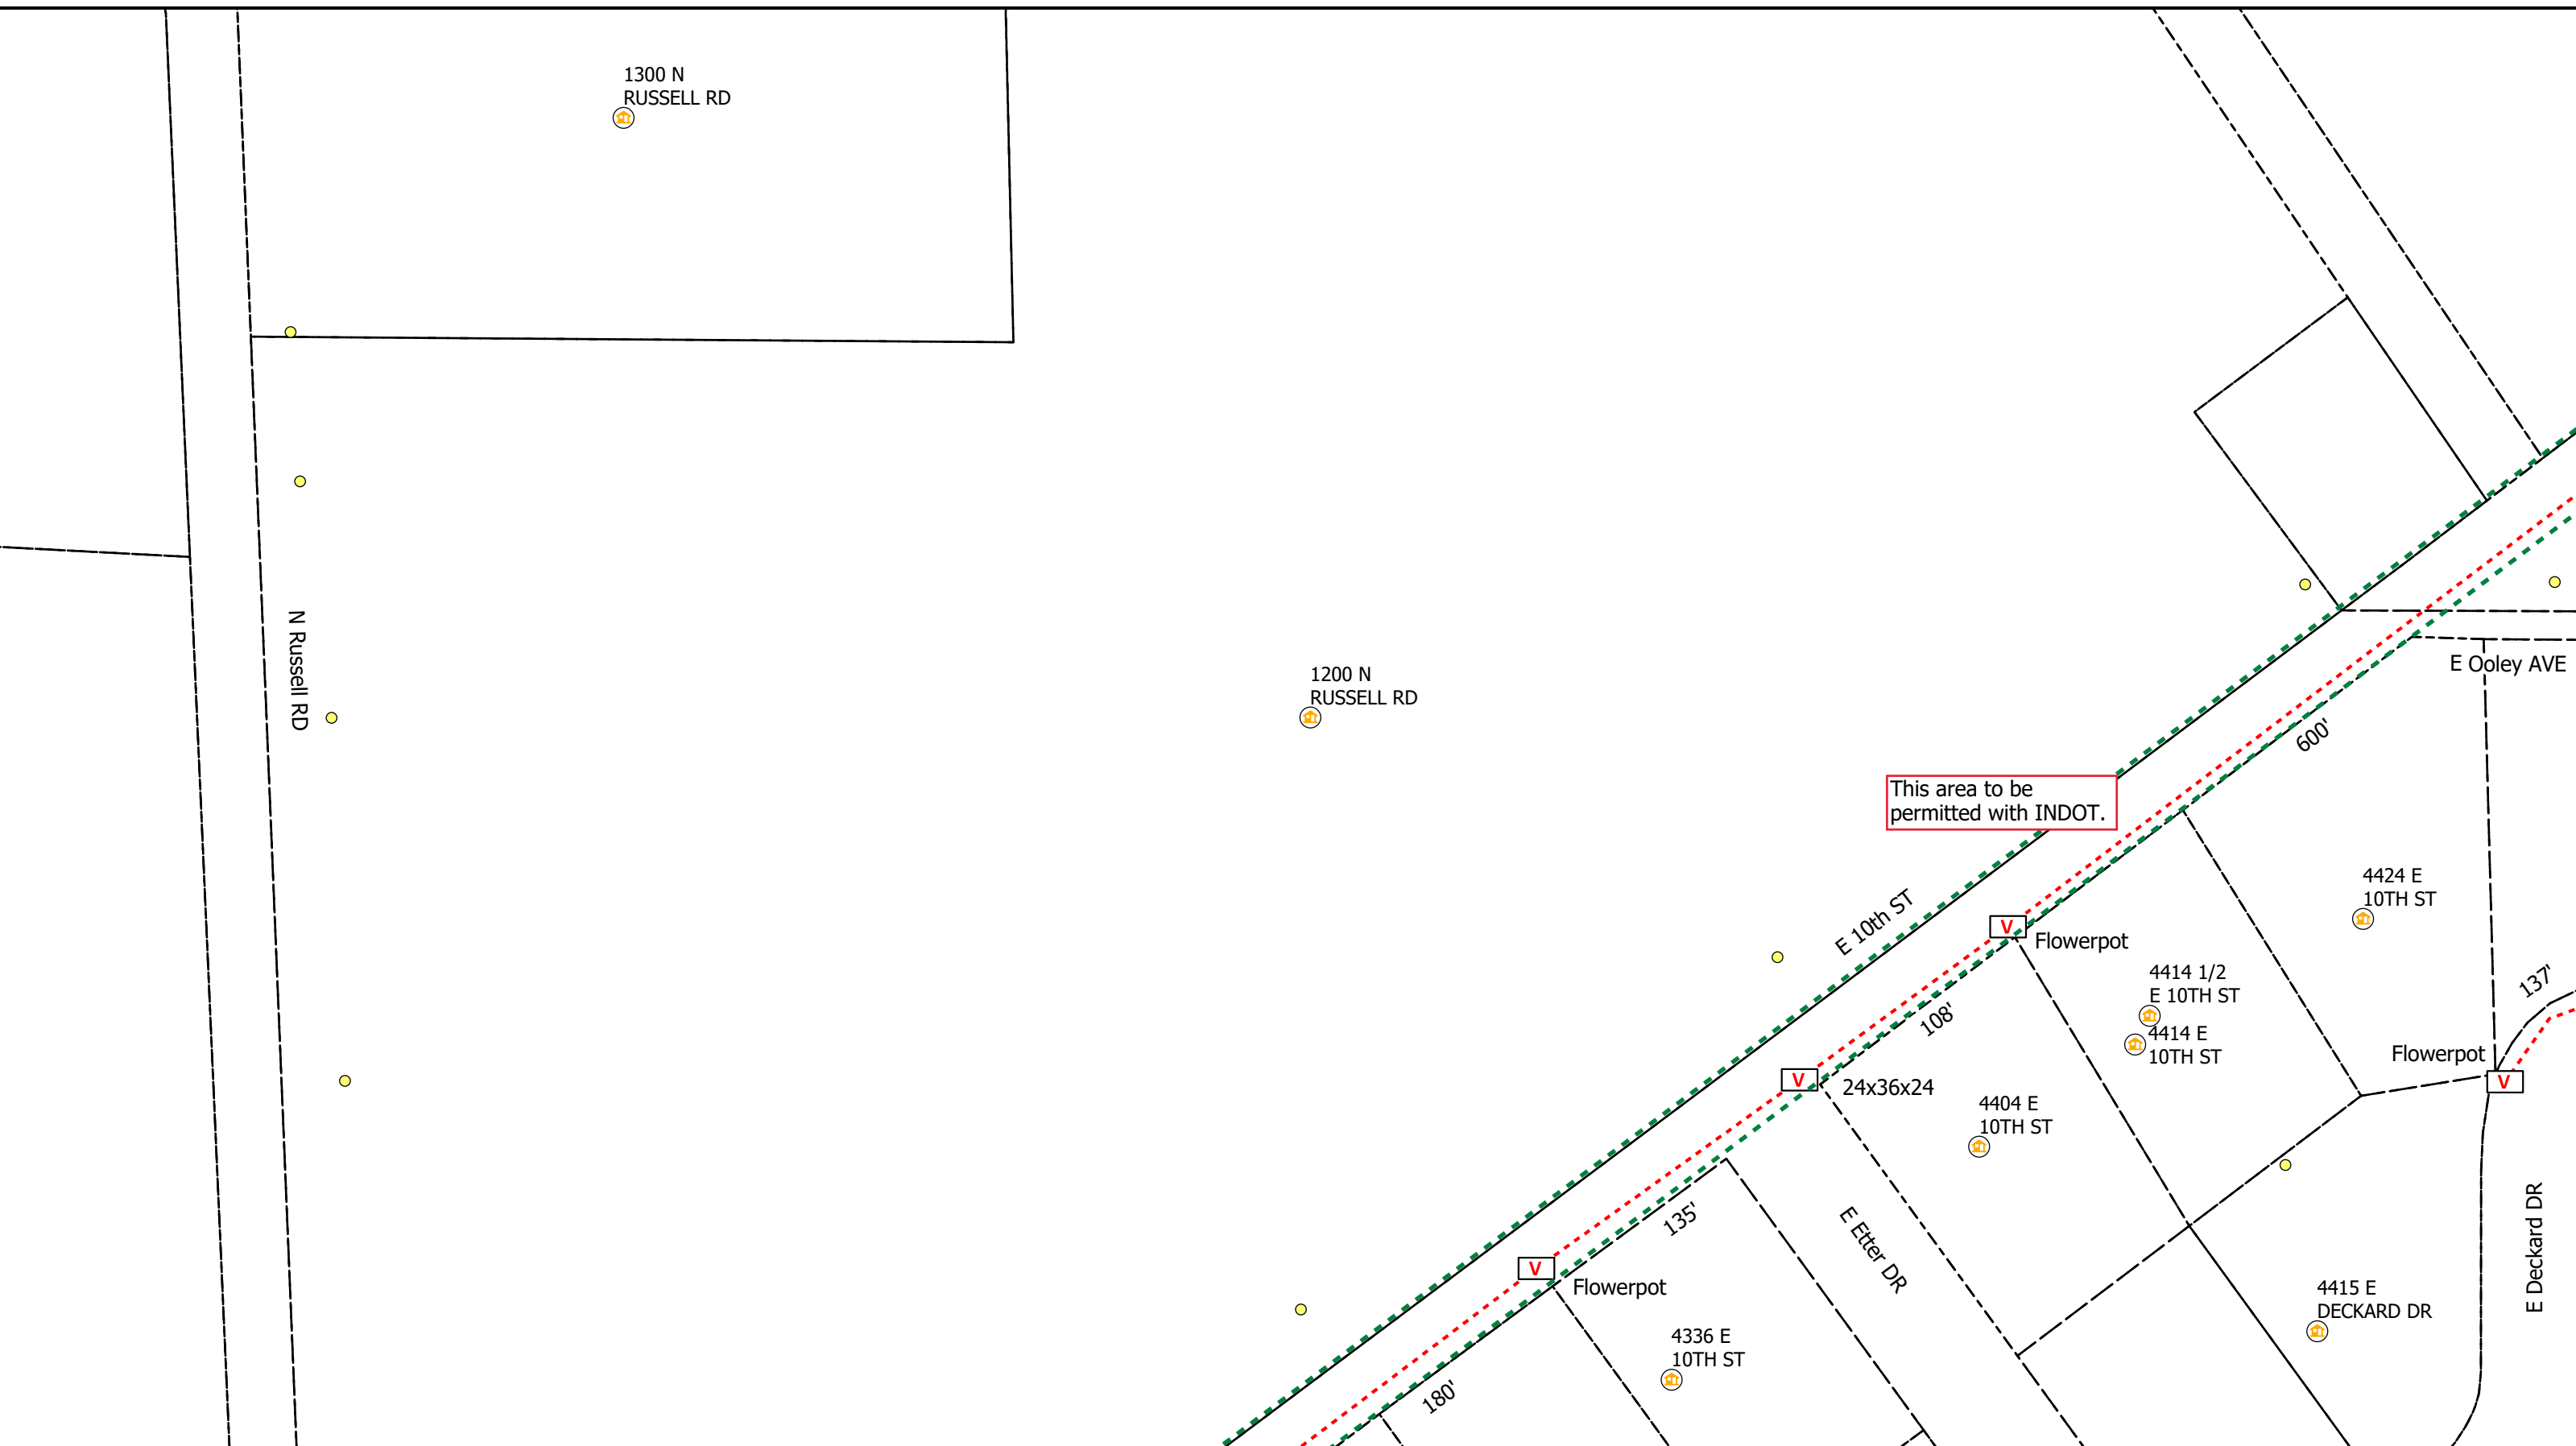 1300 N
RUSSELL RD
N Russell RD
1200 N
RUSSELL RD
E Ooley AVE
600'
This area to be
permitted with INDOT.
4424 E
10TH ST
E 10th ST
V
Flowerpot
4414 1/2
E 10TH ST
4414 E
10TH ST
137'
108'
Flowerpot
V
V
24x36x24
4404 E
10TH ST
135'
E Etter DR
E Deckard DR
V
Flowerpot
4415 E
DECKARD DR
4336 E
10TH ST
180'